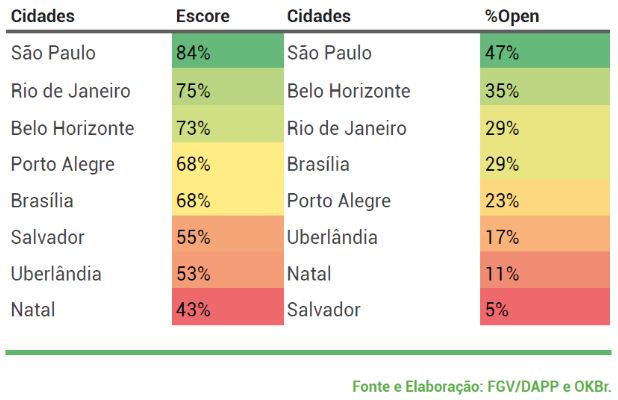 Cidades Escore Cidades %Open
São Paulo 84% São Paulo 47%
Rio de Janeiro 75% Belo Horizonte 35%
Belo Horizonte 73% Rio de Janeiro 29%
Porto Alegre 68% Brasília 29%
Brasília 68% Porto Alegre 23%
Salvador 55% Uberlândia 17%
Uberlândia 53% Natal 11%
Natal 43% Salvador 5%
Fonte e Elaboração: FGV/DAPP e OKBr.